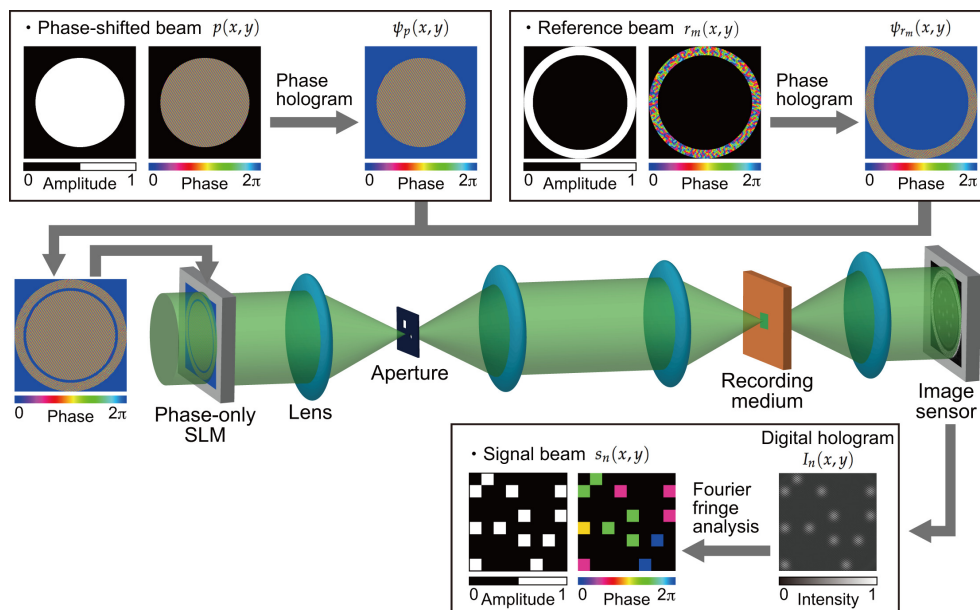 ・Phase-shifted beam p(x, y)
ψp(x, y)
Phase
hologram
0 1
Amplitude
0 2π
Phase
0 2π
Phase
・Reference beam rm(x, y)
ψrm(x, y)
Phase
hologram
0 1
Amplitude
0 2π
Phase
0 2π
Phase
0 2π
Phase
Phase-only
SLM
Lens
Aperture
Recording
medium
Image
sensor
・Signal beam sn(x, y)
Digital hologram
In(x, y)
Fourier
fringe
analysis
0 1
Amplitude
0 2π
Phase
0 1
Intensity